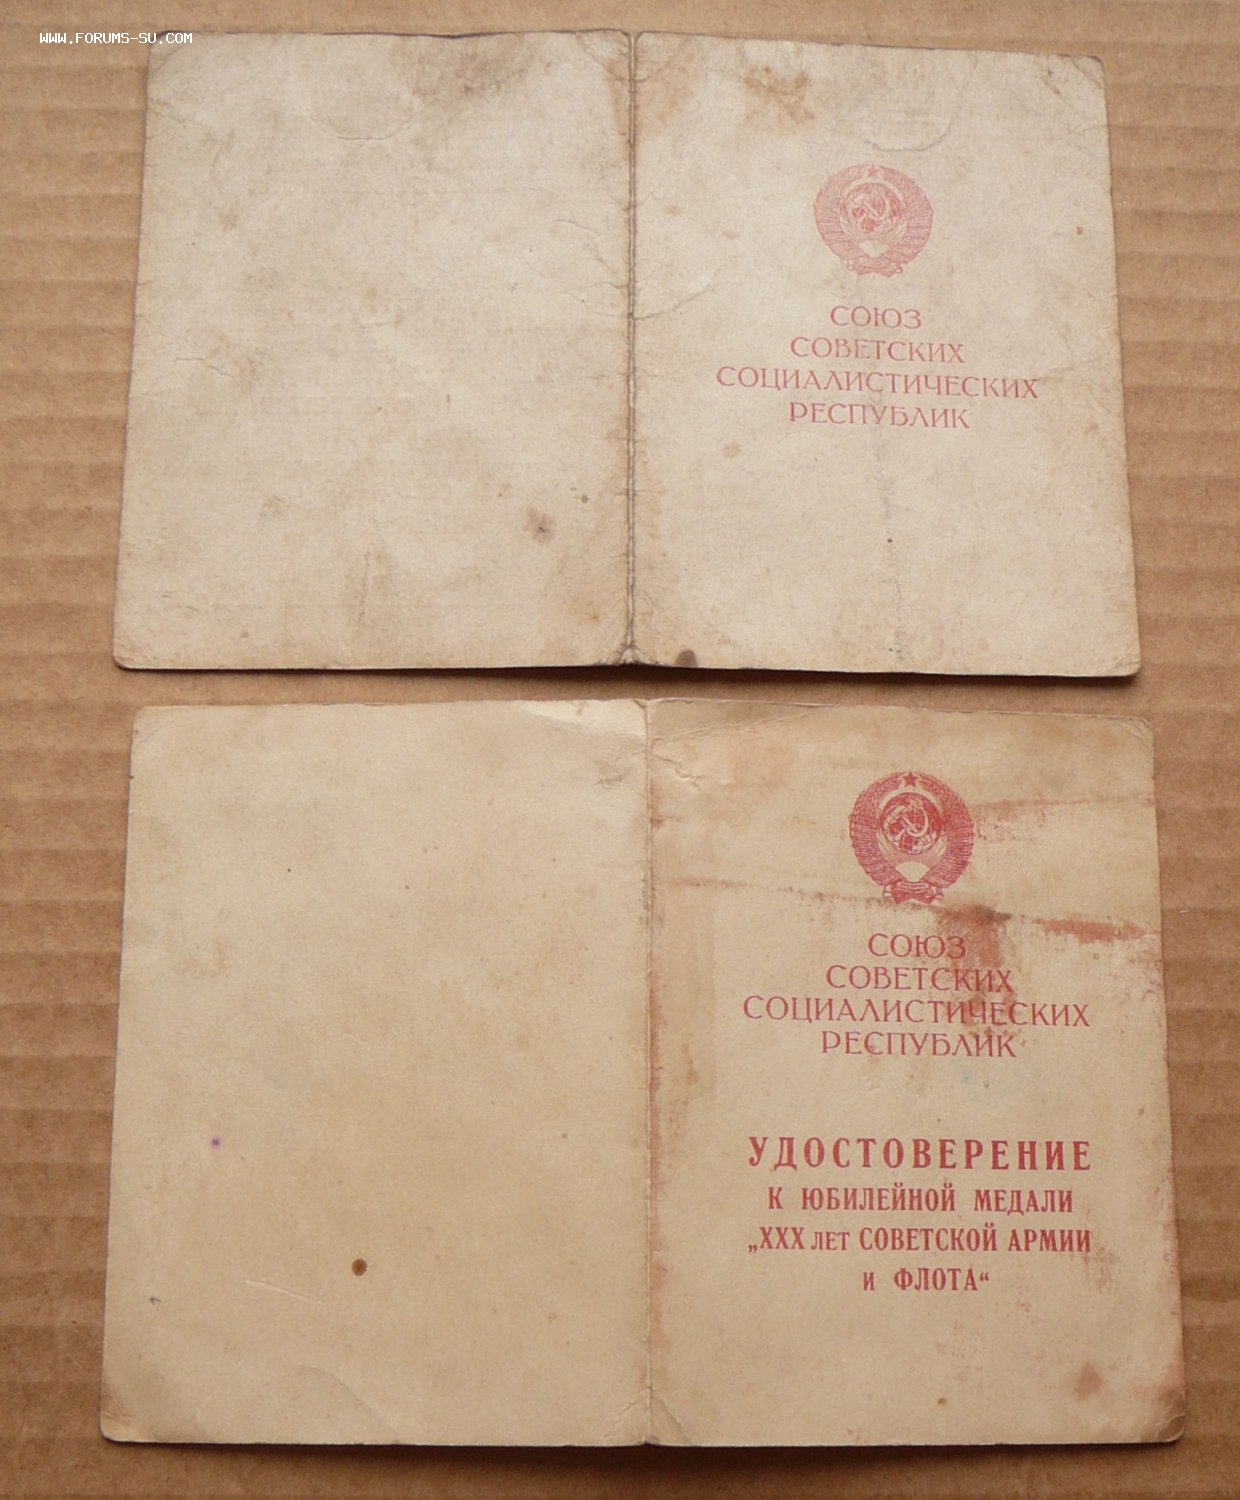 WWW.FORUMS-SU.COM
СОЮЗ
СОВЕТСКИХ
СОЦИАЛИСТИЧЕСКИХ
РЕСПУБЛИК
СОЮЗ
СОВЕТСКИХ
СОЦИАЛИСТИЧЕСКИХ
РЕСПУБЛИК
УДОСТОВЕРЕНИЕ
К ЮБИЛЕЙНОЙ МЕДАЛИ
„XXX ЛЕТ СОВЕТСКОЙ АРМИИ
И ФЛОТА“